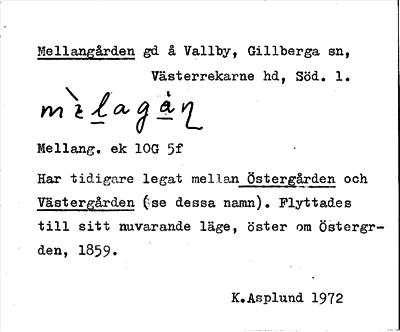 Mellangården gd å Vallby, Gillberga sn,
Västerrekarne hd, Söd. l.
Mellang. ek 10G 5f
Har tidigare legat mellan Östergården och
Västergården (se dessa namn). Flyttades
till sitt nuvarande läge, öster om Östergr-
den, 1859.
K.Asplund 1972